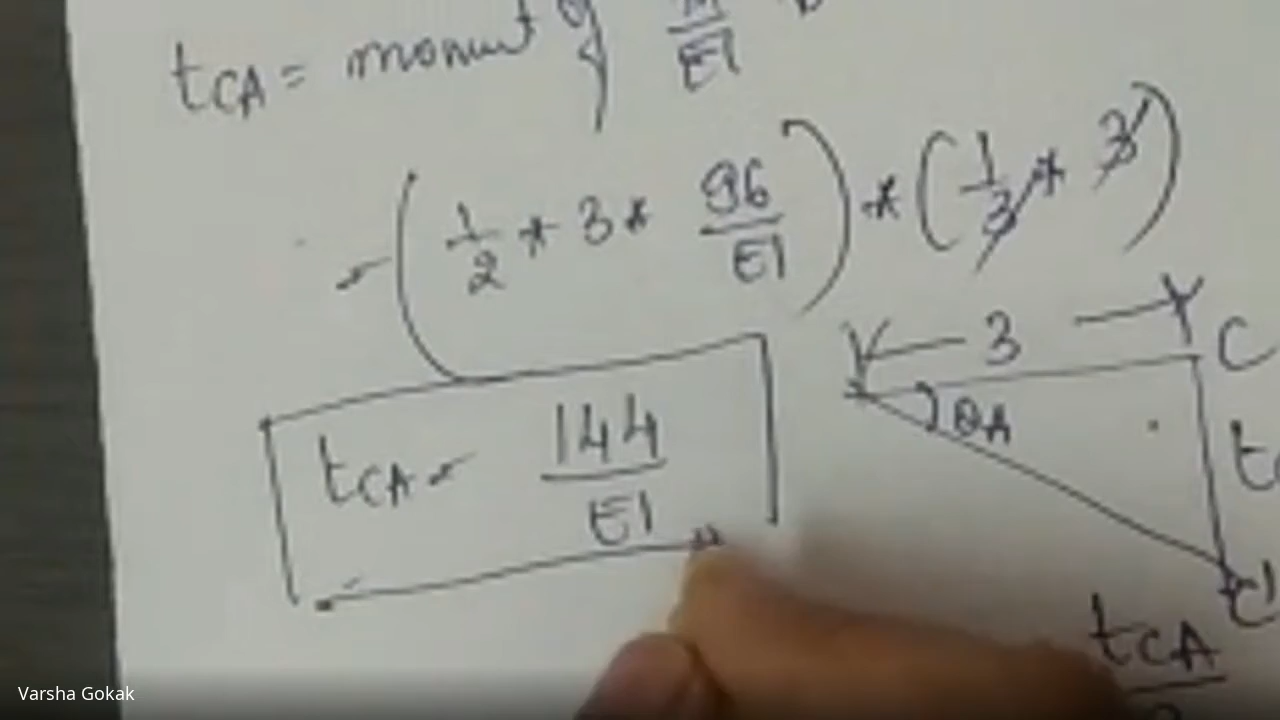 tCA = moment of M/EI
= (1/2 * 3 * 96/EI) * (1/3 * 3)
3
C
θA
tCA = 144/EI
C'
tCA
Varsha Gokak